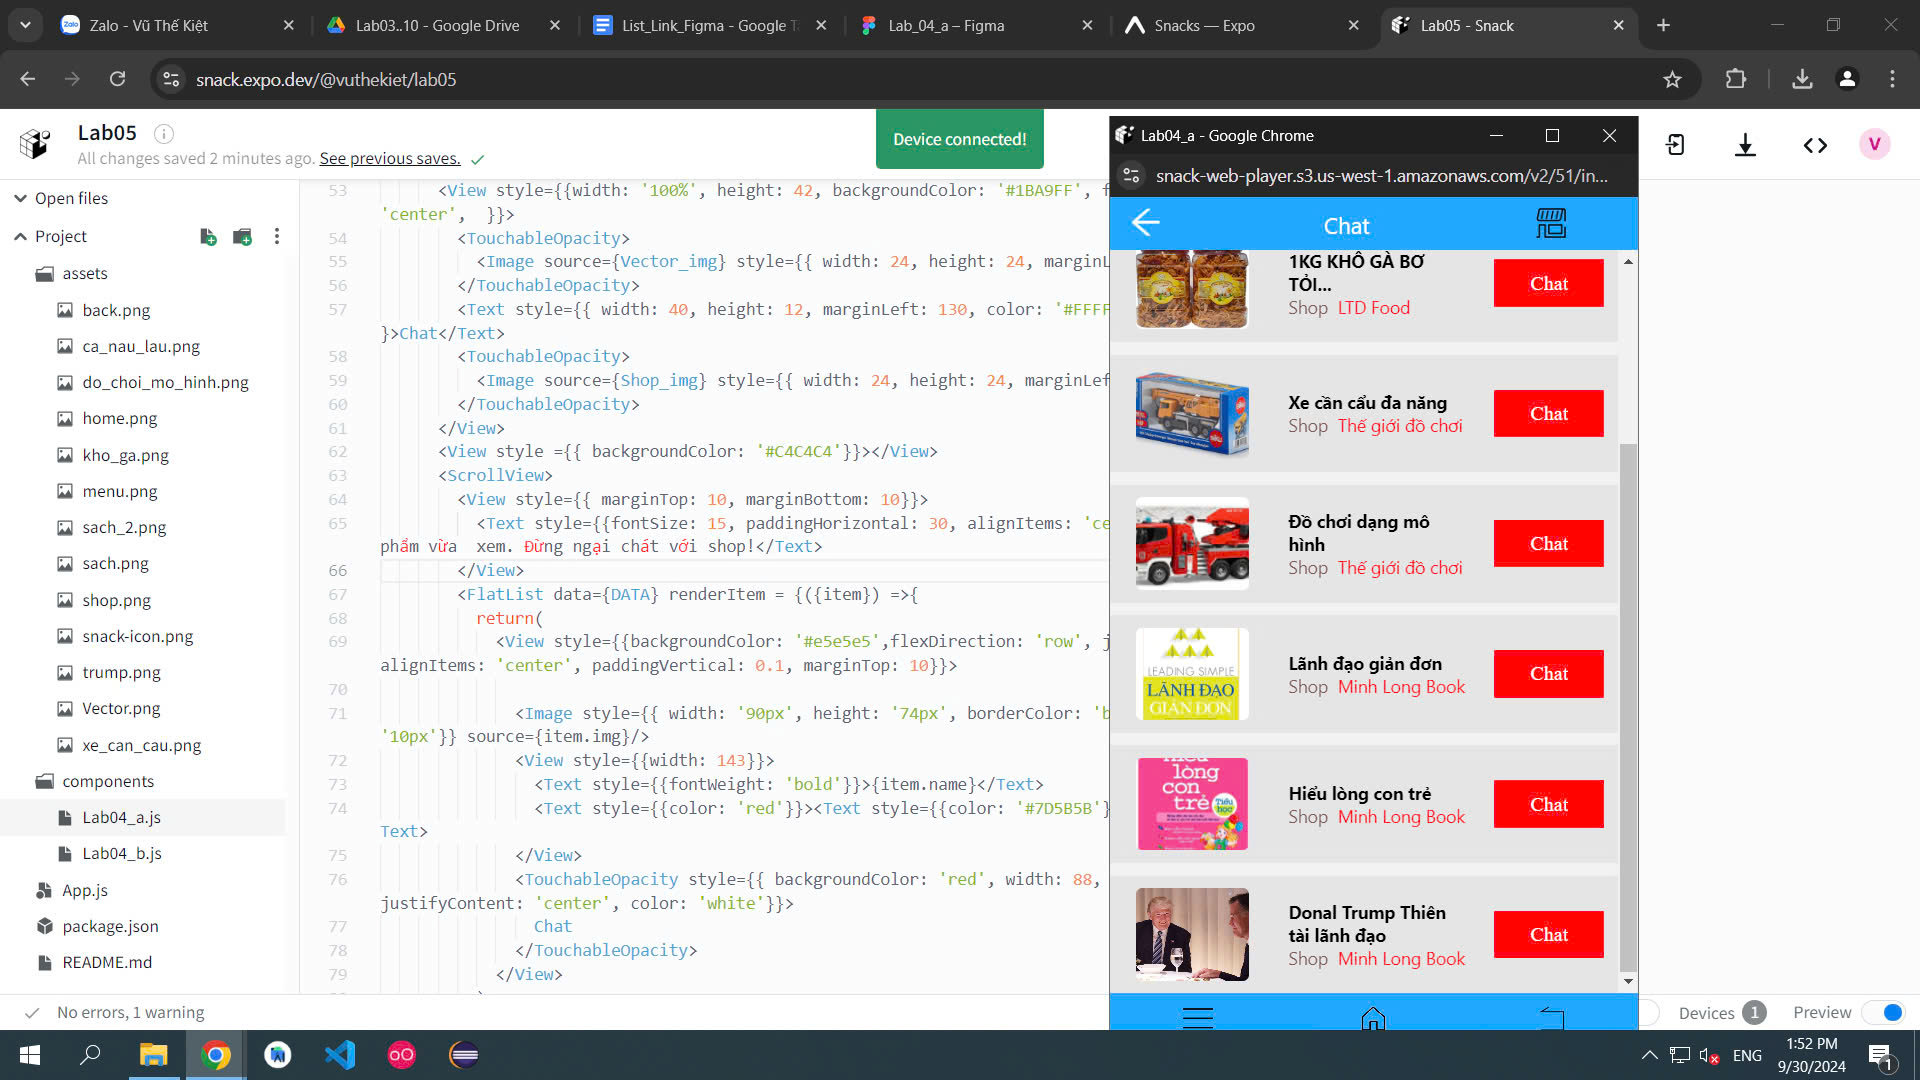 Zalo - Vũ Thế Kiệt
Lab03..10 - Google Drive
List_Link_Figma - Google T
Lab_04_a – Figma
Snacks — Expo
Lab05 - Snack
snack.expo.dev/@vuthekiet/lab05
Lab05
All changes saved 2 minutes ago. See previous saves.
Device connected!
V
Open files
Project
assets
back.png
ca_nau_lau.png
do_choi_mo_hinh.png
home.png
kho_ga.png
menu.png
sach_2.png
sach.png
shop.png
snack-icon.png
trump.png
Vector.png
xe_can_cau.png
components
Lab04_a.js
Lab04_b.js
App.js
package.json
README.md
53 <View style={{width: '100%', height: 42, backgroundColor: '#1BA9FF', f
'center',  }}>
54 <TouchableOpacity>
55 <Image source={Vector_img} style={{ width: 24, height: 24, marginL
56 </TouchableOpacity>
57 <Text style={{ width: 40, height: 12, marginLeft: 130, color: '#FFFF
}>Chat</Text>
58 <TouchableOpacity>
59 <Image source={Shop_img} style={{ width: 24, height: 24, marginLef
60 </TouchableOpacity>
61 </View>
62 <View style ={{ backgroundColor: '#C4C4C4'}}></View>
63 <ScrollView>
64 <View style={{ marginTop: 10, marginBottom: 10}}>
65 <Text style={{fontSize: 15, paddingHorizontal: 30, alignItems: 'ce
phẩm vừa  xem. Đừng ngại chát với shop!</Text>
66 </View>
67 <FlatList data={DATA} renderItem = {({item}) =>{
68 return(
69 <View style={{backgroundColor: '#e5e5e5',flexDirection: 'row', j
alignItems: 'center', paddingVertical: 0.1, marginTop: 10}}>
70
71 <Image style={{ width: '90px', height: '74px', borderColor: 'b
'10px'}} source={item.img}/>
72 <View style={{width: 143}}>
73 <Text style={{fontWeight: 'bold'}}>{item.name}</Text>
74 <Text style={{color: 'red'}}><Text style={{color: '#7D5B5B'}
Text>
75 </View>
76 <TouchableOpacity style={{ backgroundColor: 'red', width: 88,
justifyContent: 'center', color: 'white'}}>
77 Chat
78 </TouchableOpacity>
79 </View>
Lab04_a - Google Chrome
snack-web-player.s3.us-west-1.amazonaws.com/v2/51/in...
Chat
1KG KHÔ GÀ BƠ
TỎI...
Shop LTD Food
Chat
Xe cần cẩu đa năng
Shop Thế giới đồ chơi
Chat
Đồ chơi dạng mô
hình
Shop Thế giới đồ chơi
Chat
LEADING SIMPLE
LÃNH ĐẠO
GIẢN ĐƠN
Lãnh đạo giản đơn
Shop Minh Long Book
Chat
lòng
con
trẻ
Tiểu
học
Hiểu lòng con trẻ
Shop Minh Long Book
Chat
Donal Trump Thiên
tài lãnh đạo
Shop Minh Long Book
Chat
No errors, 1 warning
Devices 1
Preview
ENG
1:52 PM
9/30/2024
1